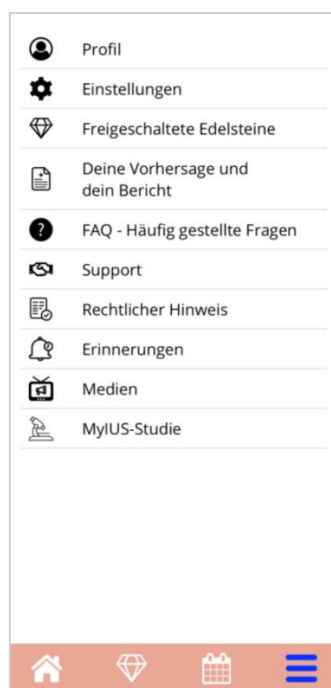 Profil
Einstellungen
Freigeschaltete Edelsteine
Deine Vorhersage und
dein Bericht
FAQ - Häufig gestellte Fragen
Support
Rechtlicher Hinweis
Erinnerungen
Medien
MyIUS-Studie